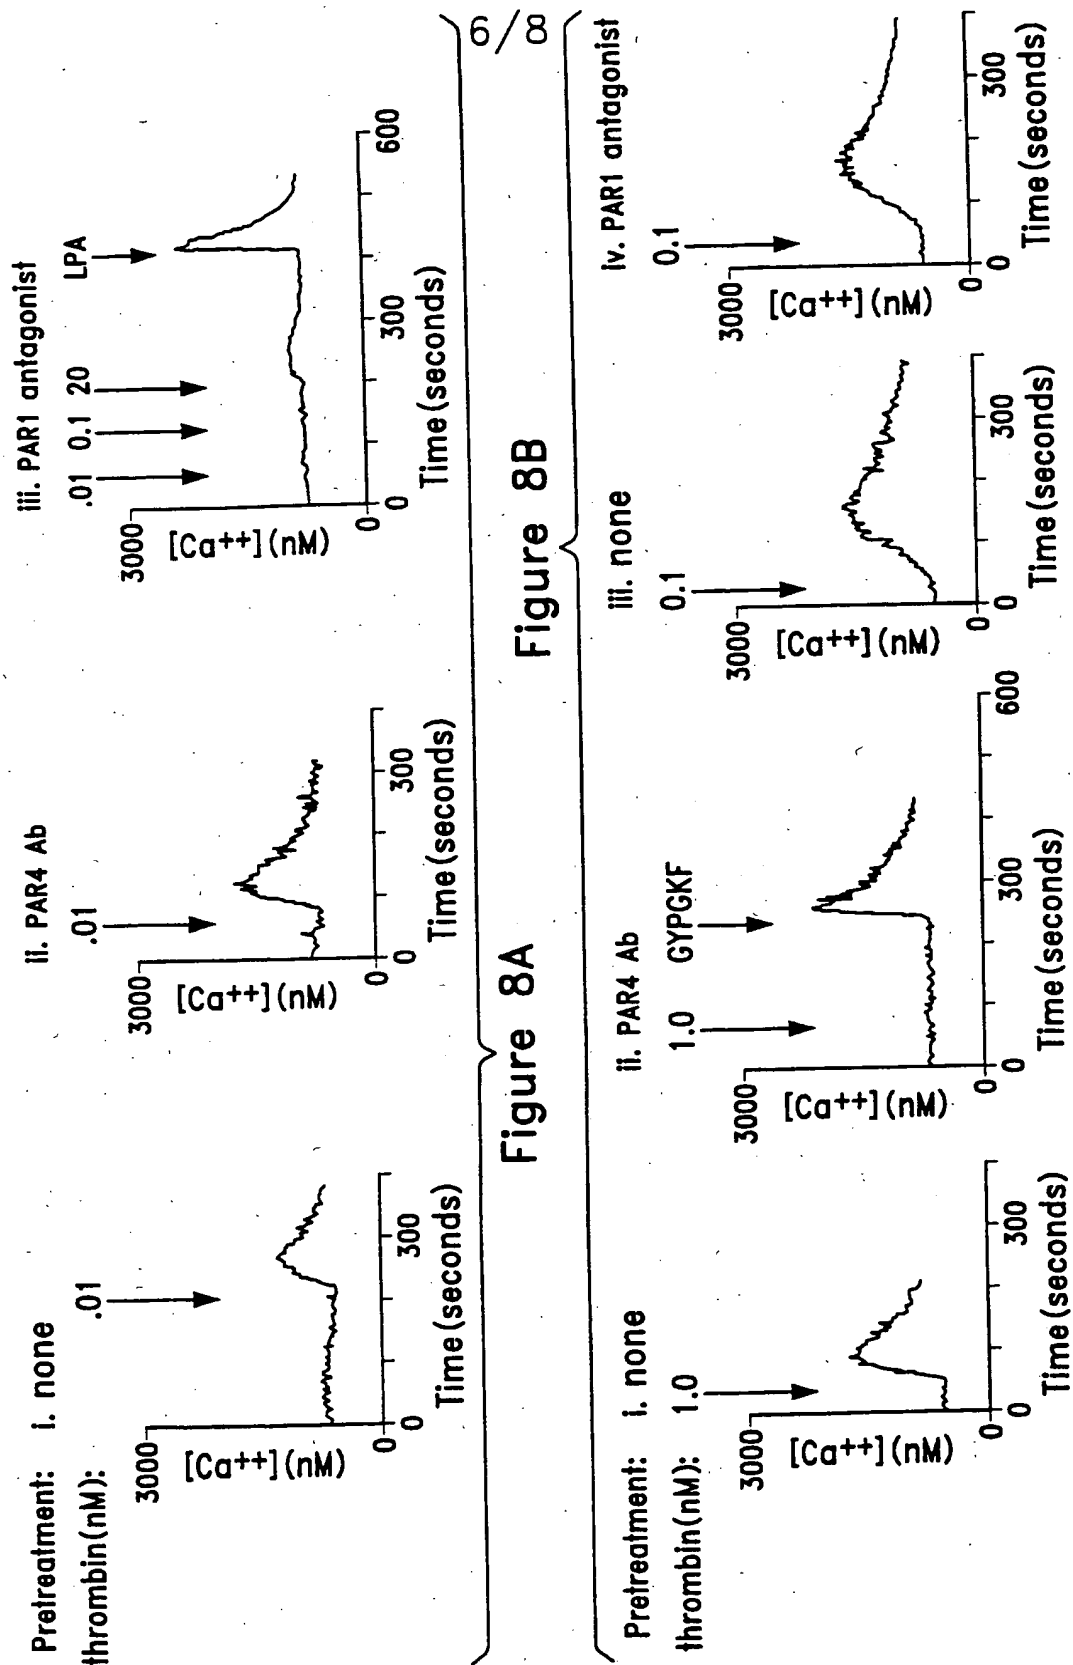 6/8
Pretreatment: i. none
thrombin(nM): .01
3000
[Ca++](nM)
0
0 300
Time(seconds)
ii. PAR4 Ab
.01
3000
[Ca++](nM)
0
0 300
Time(seconds)
iii. PAR1 antagonist
.01 0.1 20 LPA
3000
[Ca++](nM)
0
0 300 600
Time(seconds)
Figure 8A
Figure 8B
Pretreatment: i. none
thrombin(nM): 1.0
3000
[Ca++](nM)
0
0 300
Time(seconds)
ii. PAR4 Ab
1.0 GYPGKF
3000
[Ca++](nM)
0
0 300 600
Time(seconds)
iii. none
0.1
3000
[Ca++](nM)
0
0 300
Time(seconds)
iv. PAR1 antagonist
0.1
3000
[Ca++](nM)
0
0 300
Time(seconds)